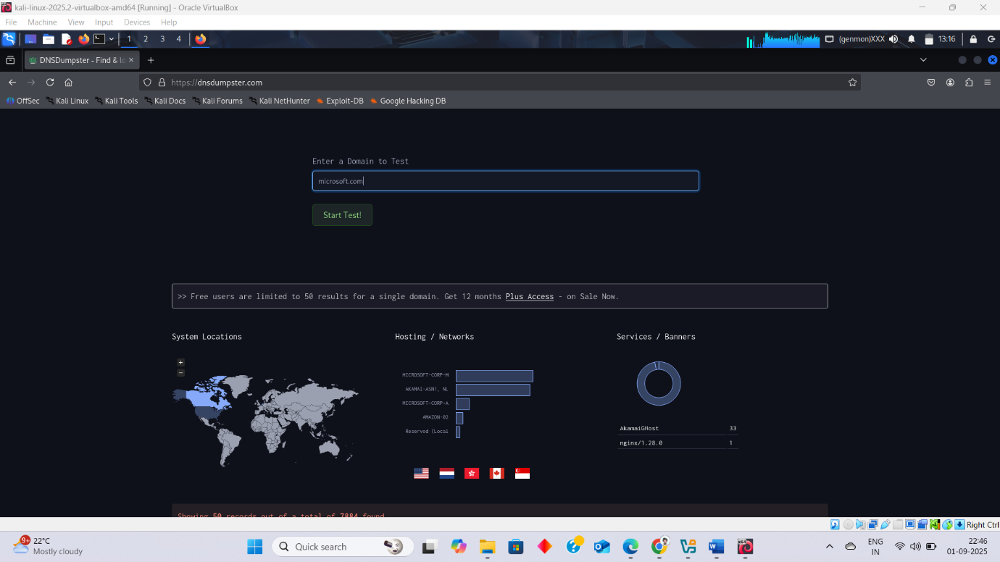 kali-linux-2025.2-virtualbox-amd64 [Running] - Oracle VirtualBox
File Machine View Input Devices Help
1 2 3 4 (genmon)XXX 13:16
DNSDumpster - Find & lo
https://dnsdumpster.com
OffSec Kali Linux Kali Tools Kali Docs Kali Forums Kali NetHunter Exploit-DB Google Hacking DB
Enter a Domain to Test
microsoft.com
Start Test!
>> Free users are limited to 50 results for a single domain. Get 12 months Plus Access - on Sale Now.
System Locations Hosting / Networks Services / Banners
+
−
MICROSOFT-CORP-M
AKAMAI-ASN1, NL
MICROSOFT-CORP-A
AMAZON-02
Reserved (Local
AkamaiGHost 33
nginx/1.28.0 1
Showing 50 records out of a total of 7884 found
Right Ctrl
9+
22°C
Mostly cloudy
Quick search
ENG
IN
22:46
01-09-2025